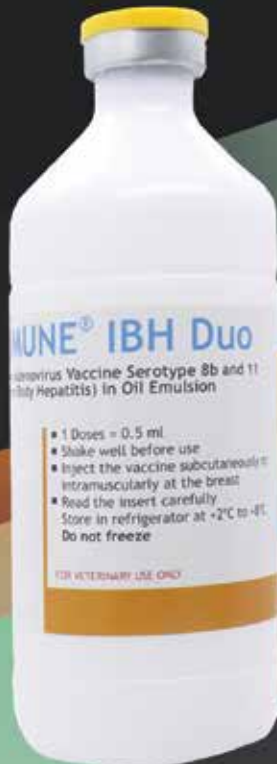 MUNE® IBH Duo
denovirus Vaccine Serotype 8b and 11
Body Hepatitis) in Oil Emulsion
1 Doses = 0.5 ml
Shake well before use
Inject the vaccine subcutaneously
intramuscularly at the breast
Read the insert carefully
Store in refrigerator at +2°C to +8°C
Do not freeze
FOR VETERINARY USE ONLY